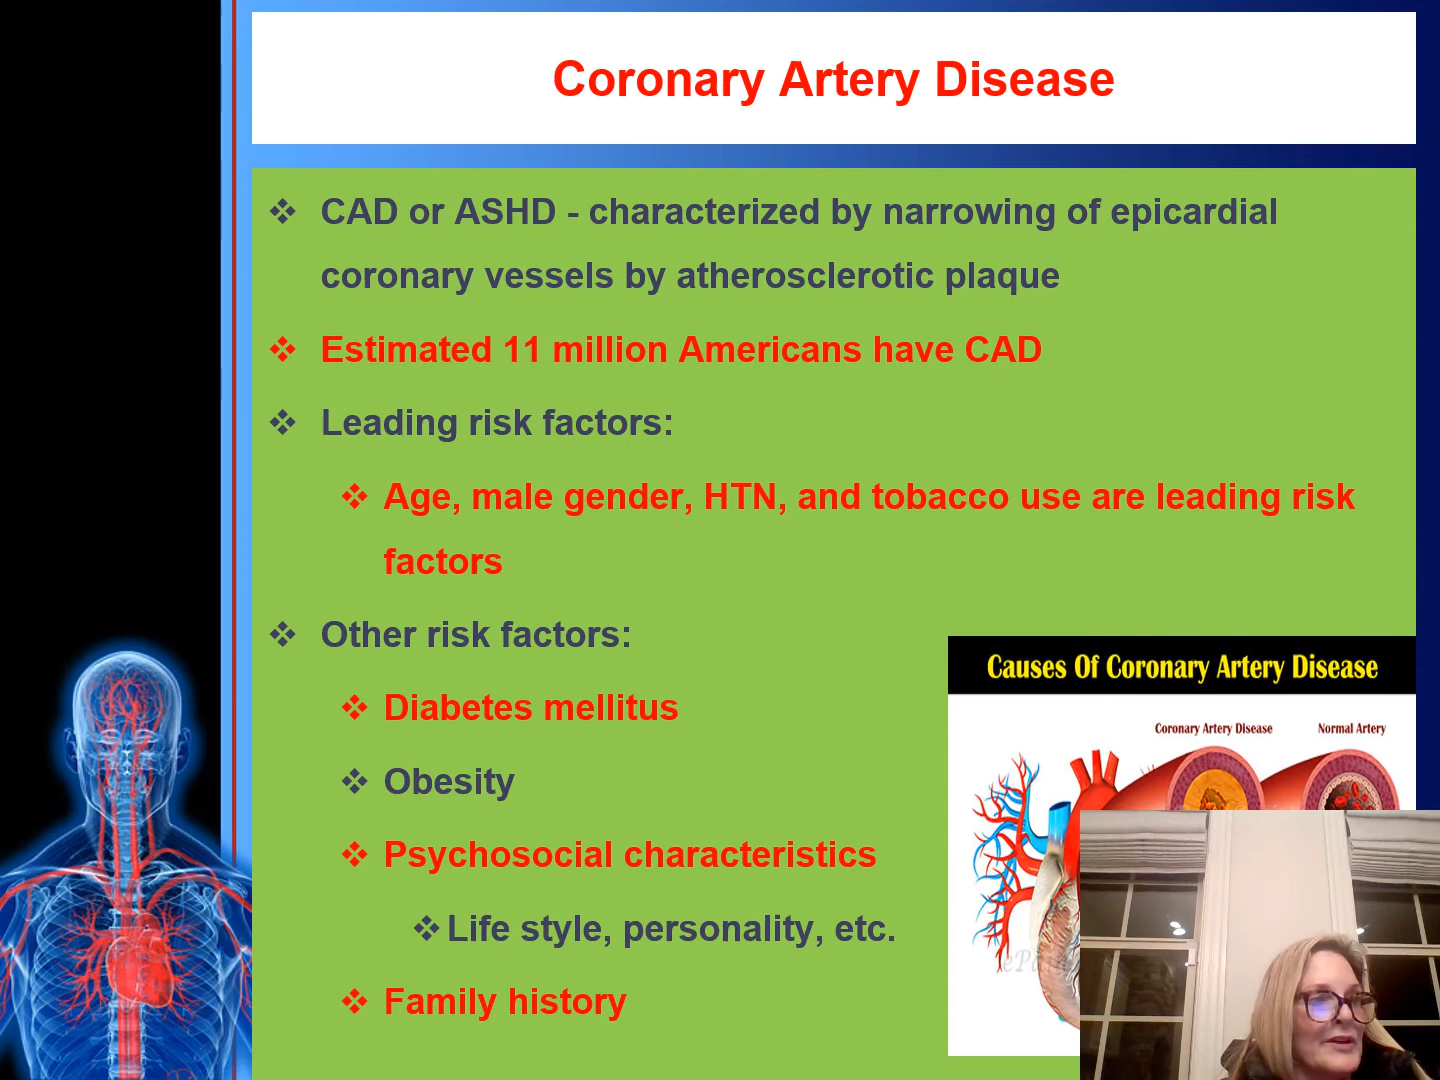 Coronary Artery Disease
CAD or ASHD - characterized by narrowing of epicardial
coronary vessels by atherosclerotic plaque
Estimated 11 million Americans have CAD
Leading risk factors:
Age, male gender, HTN, and tobacco use are leading risk
factors
Other risk factors:
Diabetes mellitus
Obesity
Psychosocial characteristics
Life style, personality, etc.
Family history
Causes Of Coronary Artery Disease
Coronary Artery Disease
Normal Artery